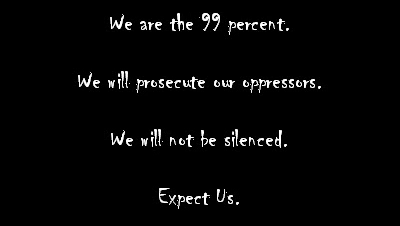 We are the 99 percent.
We will prosecute our oppressors.
We will not be silenced.
Expect Us.